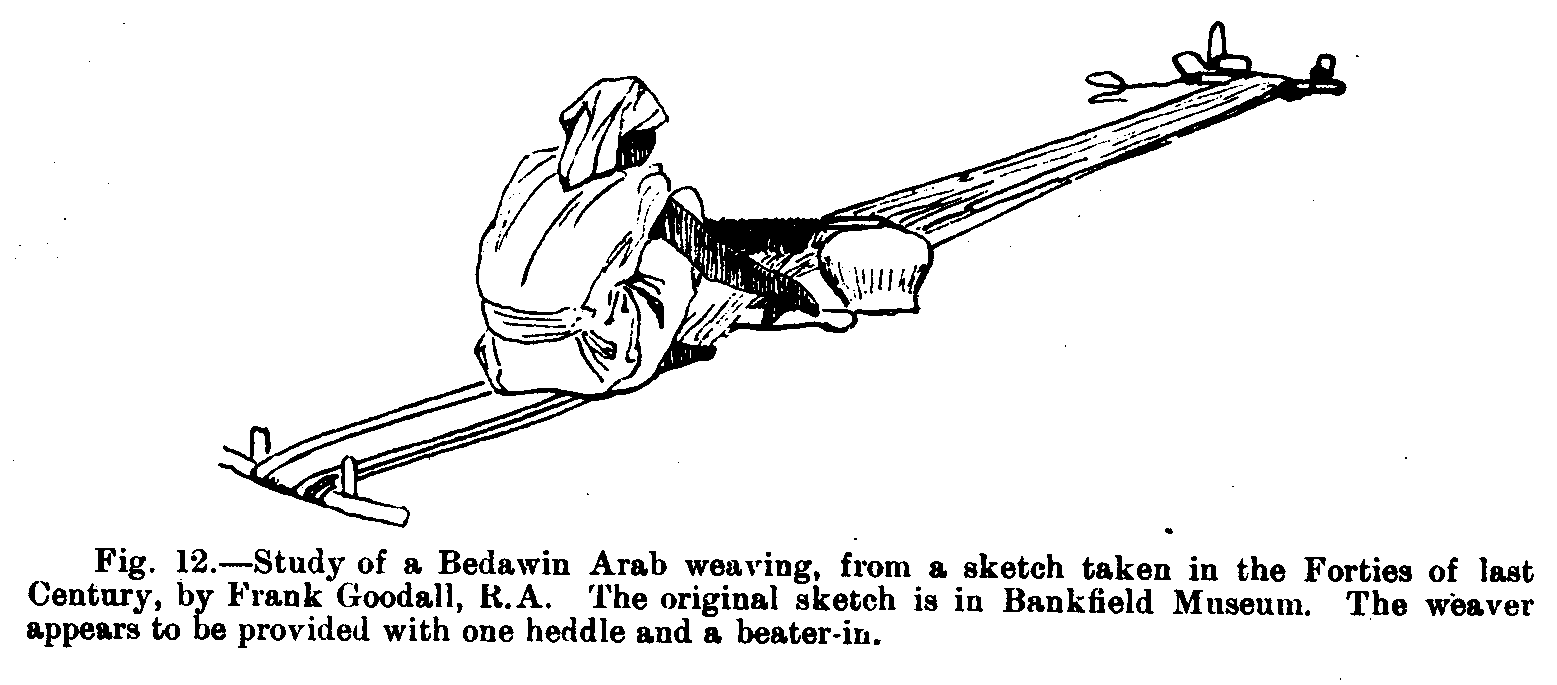 Fig. 12.—Study of a Bedawin Arab weaving, from a sketch taken in the Forties of last
Century, by Frank Goodall, R.A. The original sketch is in Bankfield Museum. The weaver
appears to be provided with one heddle and a beater-in.